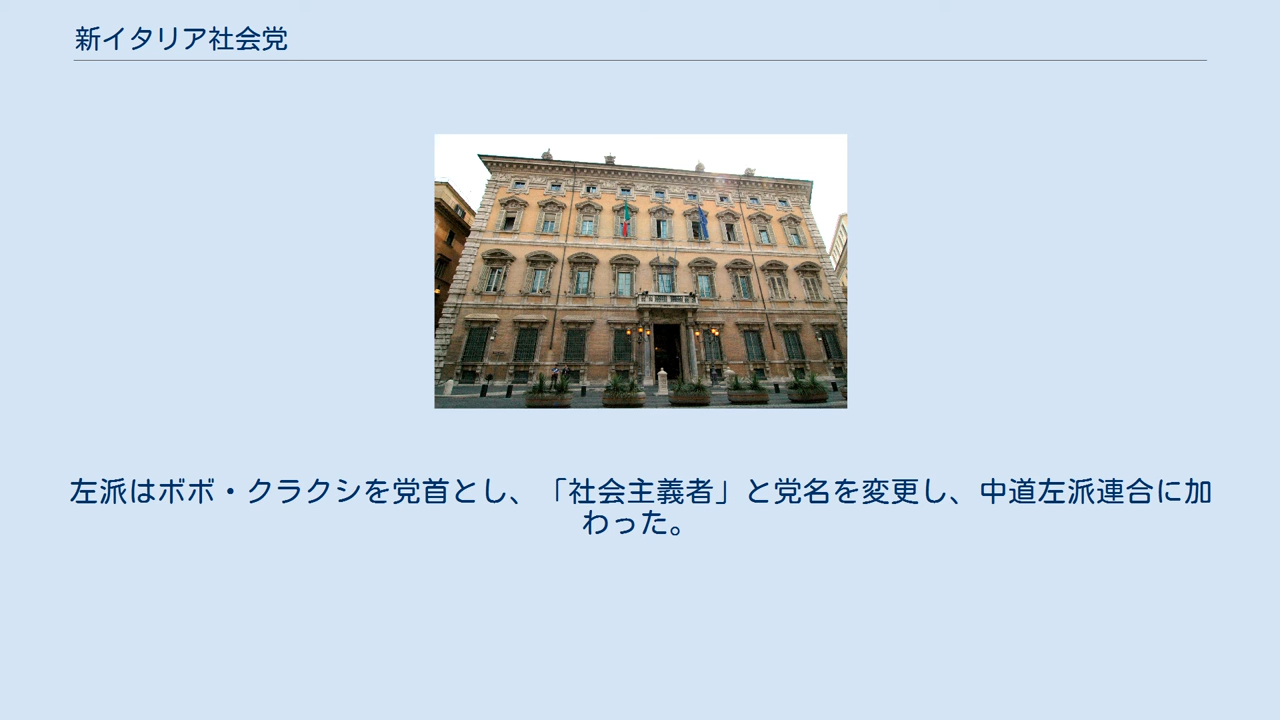 新イタリア社会党
左派はボボ・クラクシを党首とし、「社会主義者」と党名を変更し、中道左派連合に加
わった。